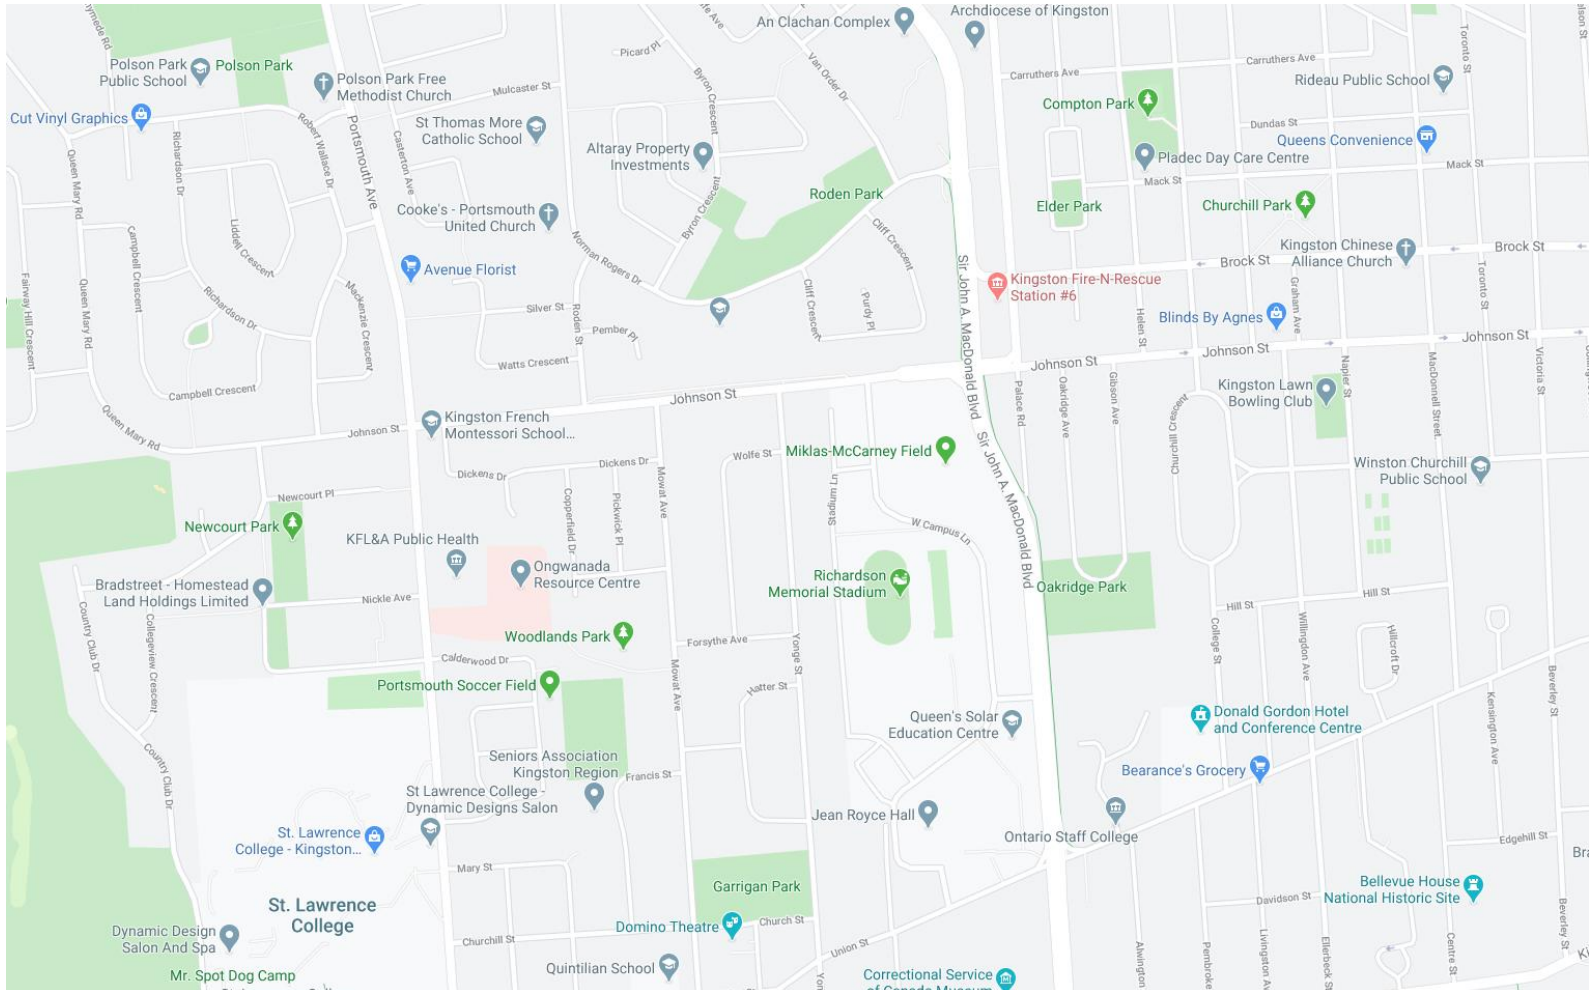 An Clachan Complex
Archdiocese of Kingston
Picard Pl
Polson Park
Public School
Polson Park
Polson Park Free
Methodist Church
Mulcaster St
Byron Crescent
Van Order Dr
Carruthers Ave
Carruthers Ave
Toronto St
Rideau Public School
Compton Park
Cut Vinyl Graphics
Richardson Dr
Robert Wallace Dr
Portsmouth Ave
Casterton Ave
St Thomas More
Catholic School
Altaray Property
Investments
Dundas St
Queens Convenience
Pladec Day Care Centre
Mack St
Mack St
Queen Mary Rd
Roden Park
Elder Park
Churchill Park
Cooke's - Portsmouth
United Church
Byron Crescent
Cliff Crescent
Liddell Crescent
Campbell Crescent
Norman Rogers Dr
Avenue Florist
Kingston Chinese
Alliance Church
Brock St
Brock St
Sir John A. MacDonald Blvd
Kingston Fire-N-Rescue
Station #6
Toronto St
Fairway Hill Crescent
Queen Mary Rd
Richardson Dr
Mackenzie Crescent
Silver St
Roden St
Pember Pl
Cliff Crescent
Purdy Pl
Helen St
Graham Ave
Blinds By Agnes
Johnson St
Johnson St
Johnson St
Watts Crescent
Campbell Crescent
Johnson St
Palace Rd
Oakridge Ave
Gibson Ave
Churchill Crescent
Kingston Lawn
Bowling Club
Napier St
MacDonnell Street
Victoria St
Queen Mary Rd
Johnson St
Kingston French
Montessori School...
Miklas-McCarney Field
Sir John A. MacDonald Blvd
Wolfe St
Dickens Dr
Dickens Dr
Mowat Ave
Winston Churchill
Public School
Newcourt Pl
Copperfield Dr
Pickwick Pl
Statium Ln
W Campus Ln
Newcourt Park
KFL&A Public Health
Ongwanada
Resource Centre
Richardson
Memorial Stadium
Oakridge Park
Bradstreet - Homestead
Land Holdings Limited
Nickle Ave
Hill St
Hill St
Country Club Dr
Collegeview Crescent
Woodlands Park
Forsythe Ave
Yonge St
College St
Willingdon Ave
Hillcroft Dr
Calderwood Dr
Portsmouth Soccer Field
Mowat Ave
Hatter St
Beverley St
Kensington Ave
Queen's Solar
Education Centre
Donald Gordon Hotel
and Conference Centre
Country Club Dr
Seniors Association
Kingston Region
Francis St
Bearance's Grocery
St Lawrence College -
Dynamic Designs Salon
Jean Royce Hall
Ontario Staff College
St. Lawrence
College - Kingston...
Edgehill St
Mary St
Garrigan Park
Bellevue House
National Historic Site
Davidson St
St. Lawrence
College
Church St
Domino Theatre
Dynamic Design
Salon And Spa
Churchill St
Union St
Beverley St
Alwington
Pembroke
Livingston Av
Ellerbeck St
Centre St
Mr. Spot Dog Camp
Quintilian School
Correctional Service
of Canada Museum